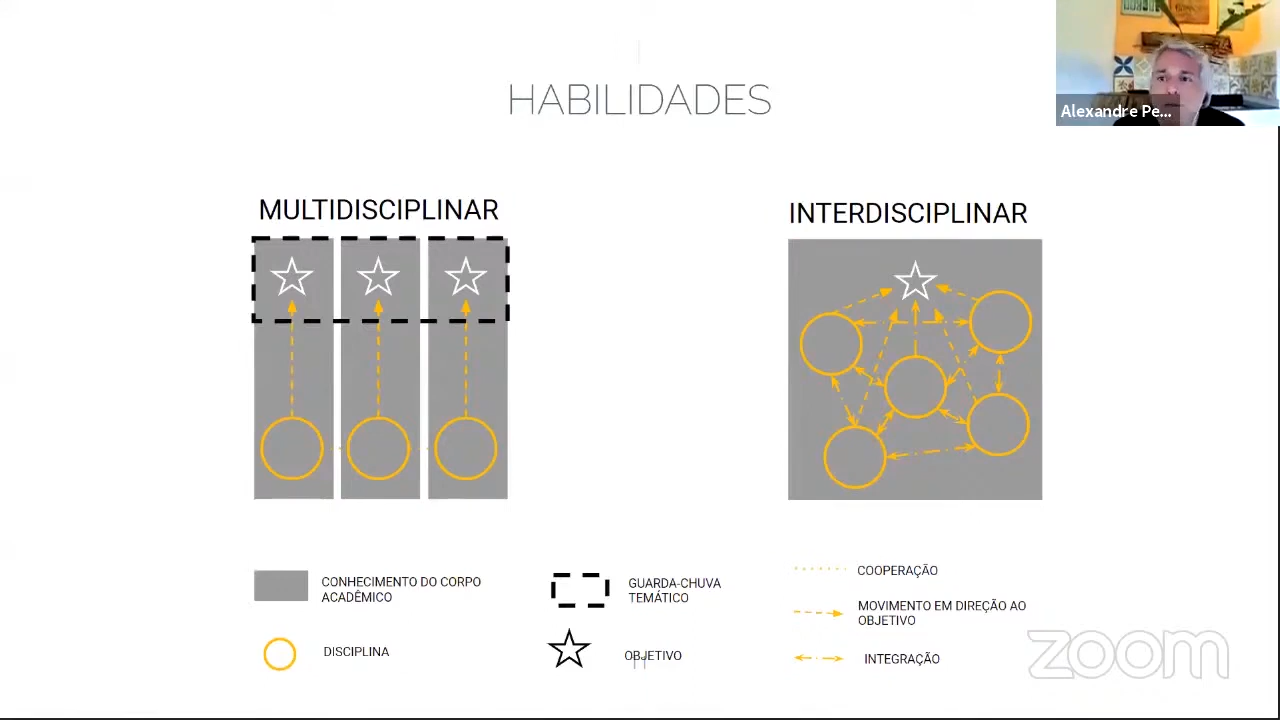 HABILIDADES
Alexandre Pe...
MULTIDISCIPLINAR
INTERDISCIPLINAR
CONHECIMENTO DO CORPO
ACADÊMICO
DISCIPLINA
GUARDA-CHUVA
TEMÁTICO
OBJETIVO
COOPERAÇÃO
MOVIMENTO EM DIREÇÃO AO
OBJETIVO
INTEGRAÇÃO
zoom